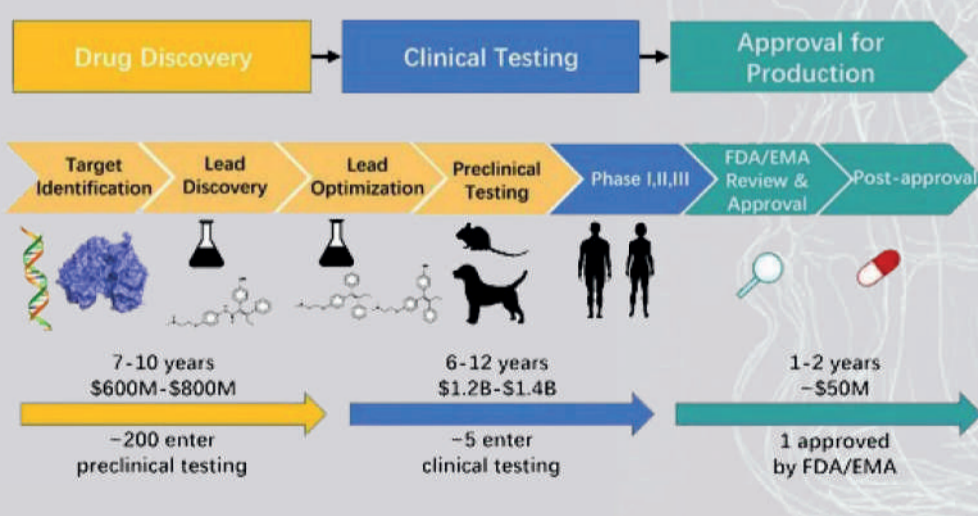 Drug Discovery
Clinical Testing
Approval for
Production
Target
Identification
Lead
Discovery
Lead
Optimization
Preclinical
Testing
Phase I,II,III
FDA/EMA
Review &
Approval
Post-approval
7-10 years
$600M-$800M
6-12 years
$1.2B-$1.4B
1-2 years
~$50M
~200 enter
preclinical testing
~5 enter
clinical testing
1 approved
by FDA/EMA